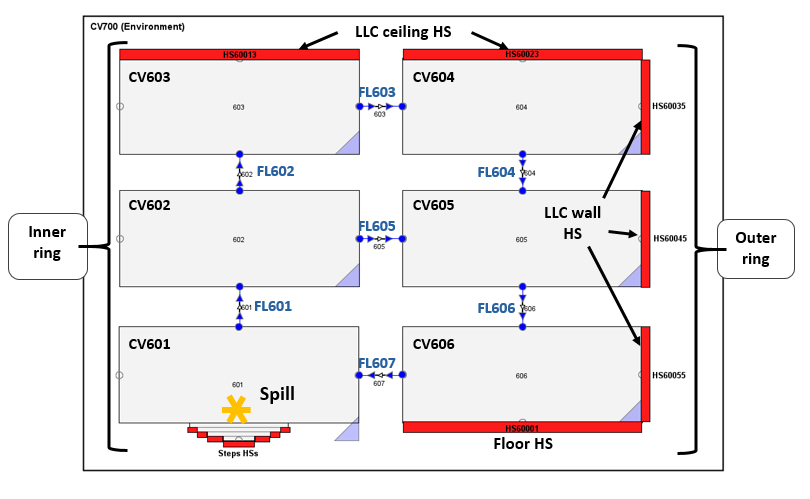 CV700 (Environment)
LLC ceiling HS
HS60013
HS60023
CV603
CV604
FL603
603
603
604
HS60035
602
FL602
FL604
604
CV602
CV605
LLC wall
HS
FL605
602
605
605
HS60045
Inner
ring
Outer
ring
601
FL601
FL606
606
CV601
CV606
FL607
601
607
606
HS60055
Spill
HS60001
Steps HSs
Floor HS